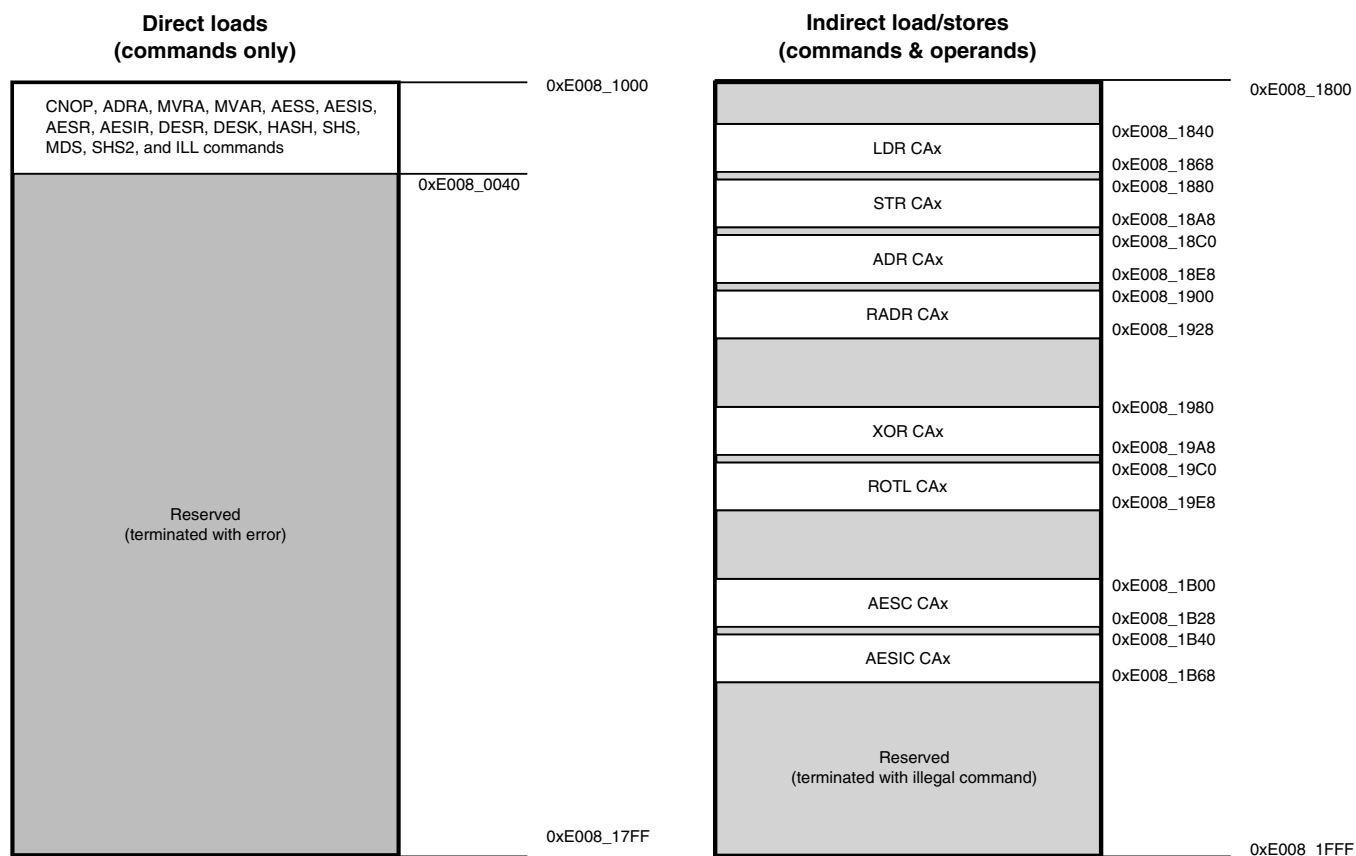 Direct loads
(commands only)
0xE008_1000
CNOP, ADRA, MVRA, MVAR, AESS, AESIS,
AESR, AESIR, DESR, DESK, HASH, SHS,
MDS, SHS2, and ILL commands
0xE008_0040
Reserved
(terminated with error)
0xE008_17FF
Indirect load/stores
(commands & operands)
0xE008_1800
0xE008_1840
LDR CAx
0xE008_1868
0xE008_1880
STR CAx
0xE008_18A8
0xE008_18C0
ADR CAx
0xE008_18E8
0xE008_1900
RADR CAx
0xE008_1928
0xE008_1980
XOR CAx
0xE008_19A8
0xE008_19C0
ROTL CAx
0xE008_19E8
0xE008_1B00
AESC CAx
0xE008_1B28
0xE008_1B40
AESIC CAx
0xE008_1B68
Reserved
(terminated with illegal command)
0xE008_1FFF